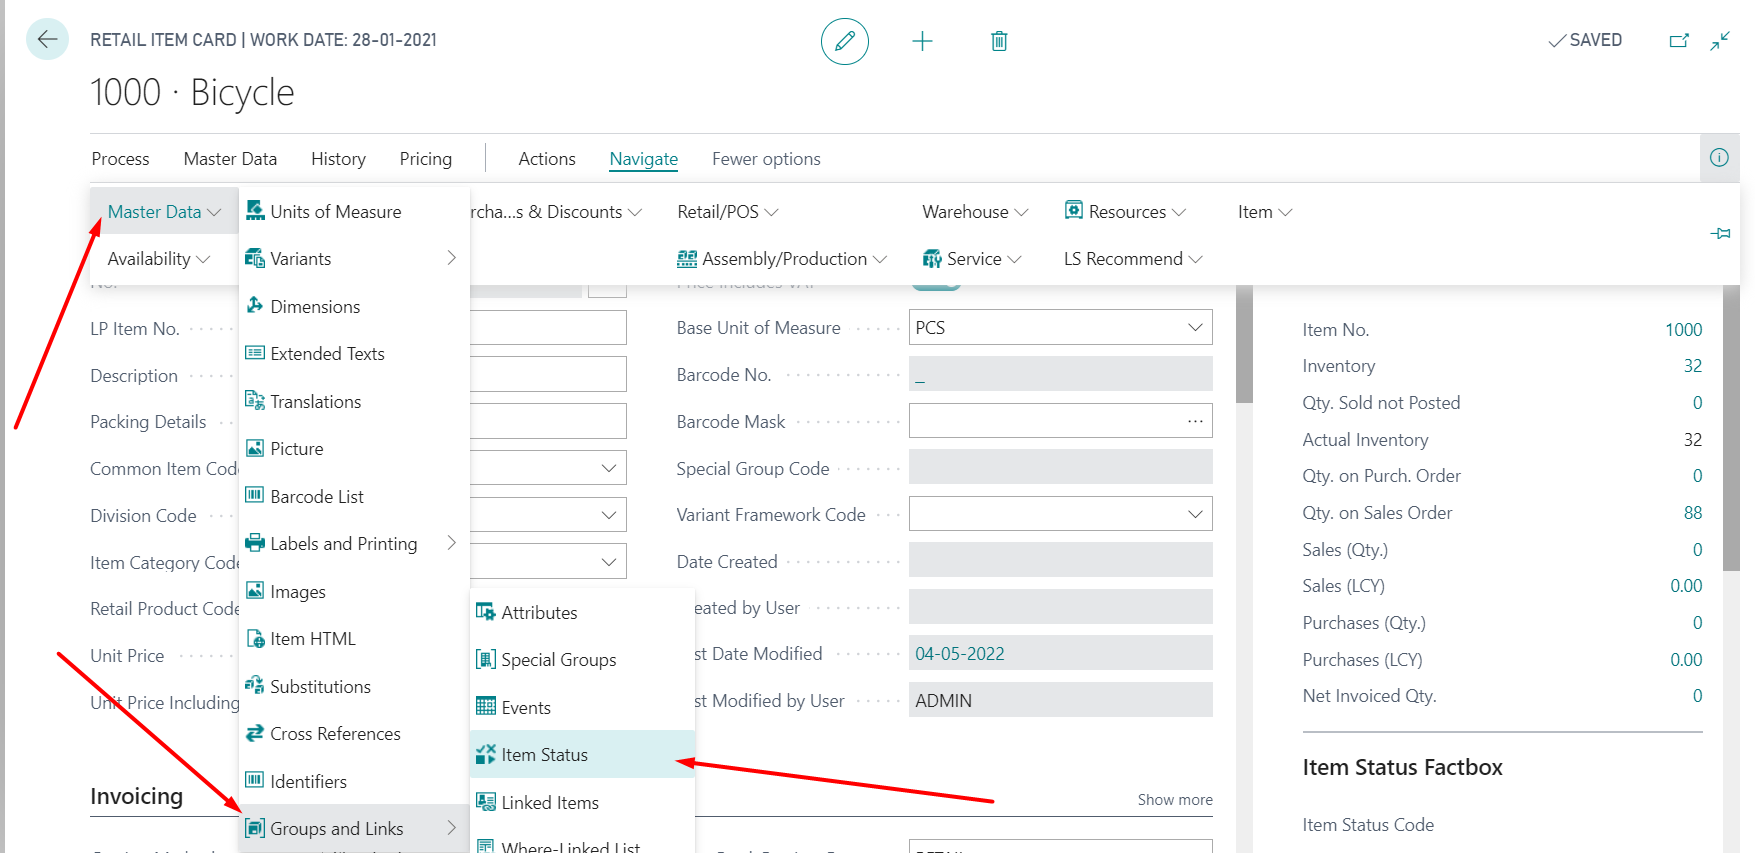 RETAIL ITEM CARD | WORK DATE: 28-01-2021
SAVED
1000 · Bicycle
Process Master Data History Pricing Actions Navigate Fewer options
Master Data
Availability
Units of Measure
Variants
Dimensions
Extended Texts
Translations
Picture
Barcode List
Labels and Printing
Images
Item HTML
Substitutions
Cross References
Identifiers
Groups and Links
Attributes
Special Groups
Events
Item Status
Linked Items
Where-Linked List
rcha...s & Discounts Retail/POS Warehouse Resources Item
Assembly/Production Service LS Recommend
No.
LP Item No.
Description
Packing Details
Common Item Cod
Division Code
Item Category Code
Retail Product Code
Unit Price
Unit Price Including
Price Includes VAT
Base Unit of Measure PCS
Barcode No. _
Barcode Mask ...
Special Group Code
Variant Framework Code
Date Created
eated by User
st Date Modified 04-05-2022
st Modified by User ADMIN
Invoicing
Show more
Item No. 1000
Inventory 32
Qty. Sold not Posted 0
Actual Inventory 32
Qty. on Purch. Order 0
Qty. on Sales Order 88
Sales (Qty.) 0
Sales (LCY) 0.00
Purchases (Qty.) 0
Purchases (LCY) 0.00
Net Invoiced Qty. 0
Item Status Factbox
Item Status Code